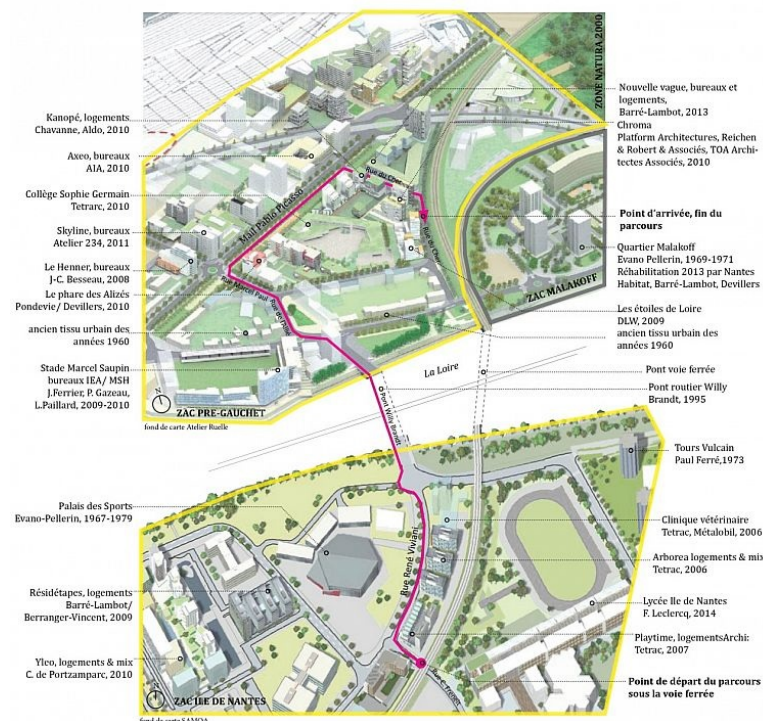 Kanopé, logements
Chavanne, Aldo, 2010
Axeo, bureaux
AIA, 2010
Collège Sophie Germain
Tetrarc, 2010
Skyline, bureaux
Atelier 234, 2011
Le Henner, bureaux
J-C. Besseau, 2008
Le phare des Alizés
Pondevie/ Devillers, 2010
ancien tissu urbain des
années 1960
Stade Marcel Saupin
bureaux IEA/ MSH
J.Ferrier, P. Gazeau,
L.Paillard, 2009-2010
ZONE NATURA 2000
Nouvelle vague, bureaux et
logements,
Barré-Lambot, 2013
Chroma
Platform Architectures, Reichen
& Robert & Associés, TOA Archi-
tectes Associés, 2010
Point d'arrivée, fin du
parcours
Quartier Malakoff
Evano Pellerin, 1969-1971
Réhabilitation 2013 par Nantes
Habitat, Barré-Lambot, Devillers
Les étoiles de Loire
DLW, 2009
ancien tissu urbain des
années 1960
Pont voie ferrée
Pont routier Willy
Brandt, 1995
Rue du Cher
Mail Pablo Picasso
Rue du Cher
Rue Marcel Paul
ZAC MALAKOFF
N
ZAC PRE-GAUCHET
fond de carte Atelier Ruelle
La Loire
Pont Willy Brandt
Palais des Sports
Evano-Pellerin, 1967-1979
Résidétapes, logements
Barré-Lambot/
Berranger-Vincent, 2009
Yleo, logements & mix
C. de Portzamparc, 2010
Rue René Viviani
Tours Vulcain
Paul Ferré,1973
Clinique vétérinaire
Tetrac, Métalobil, 2006
Arborea logements & mix
Tetrac, 2006
Lycée Ile de Nantes
F. Leclercq, 2014
Playtime, logementsArchi:
Tetrac, 2007
Point de départ du parcours
sous la voie ferrée
N
ZAC ILE DE NANTES
fond de carte SAMOA